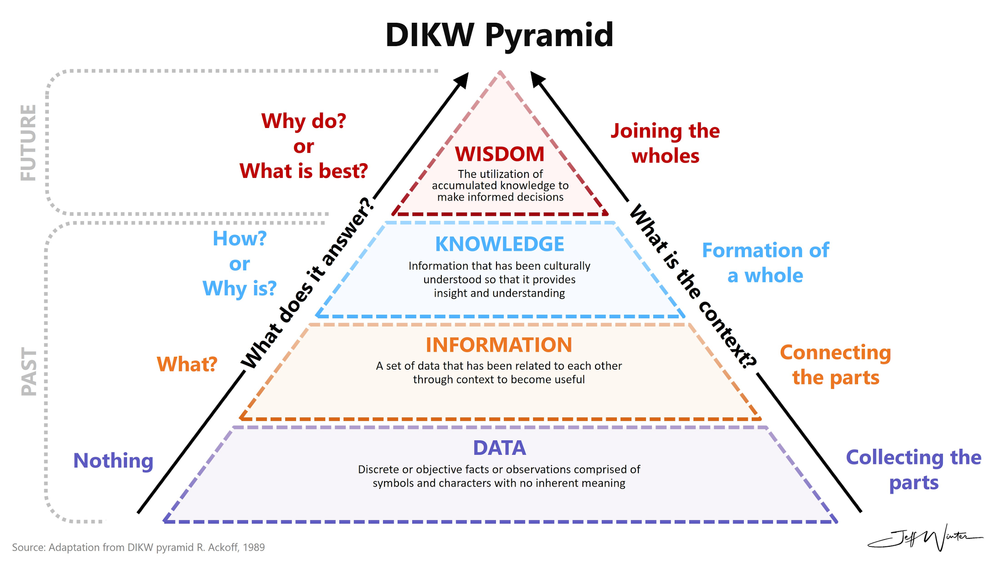 DIKW Pyramid
FUTURE
Why do?
or
What is best?
WISDOM
The utilization of
accumulated knowledge to
make informed decisions
Joining the
wholes
What does it answer?
What is the context?
PAST
How?
or
Why is?
KNOWLEDGE
Information that has been culturally
understood so that it provides
insight and understanding
Formation of
a whole
What?
INFORMATION
A set of data that has been related to each other
through context to become useful
Connecting
the parts
Nothing
DATA
Discrete or objective facts or observations comprised of
symbols and characters with no inherent meaning
Collecting the
parts
Source: Adaptation from DIKW pyramid R. Ackoff, 1989
Jeff Winter